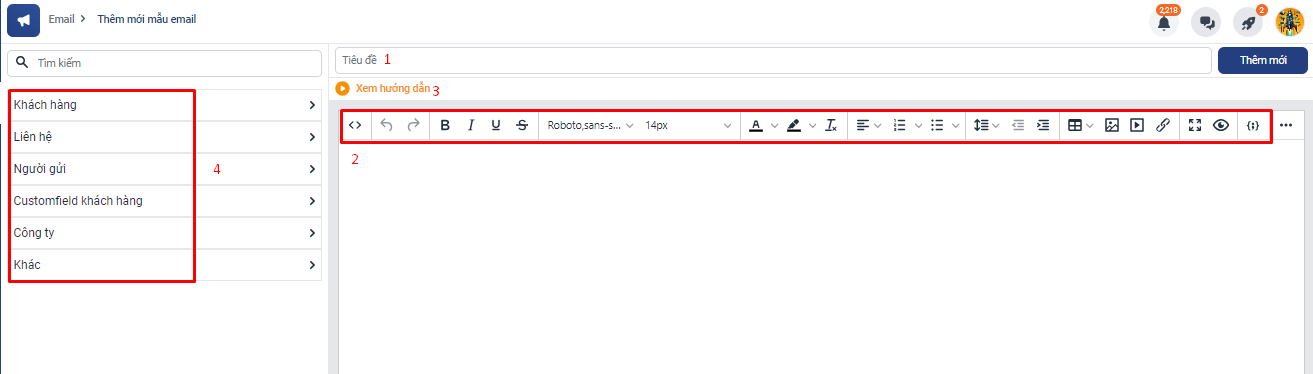 Email > Thêm mới mẫu email
2,218
2
Tìm kiếm
Tiêu đề 1
Thêm mới
Xem hướng dẫn 3
Khách hàng
Liên hệ
Người gửi 4
Customfield khách hàng
Công ty
Khác
B I U S Roboto,sans-s... 14px A
2